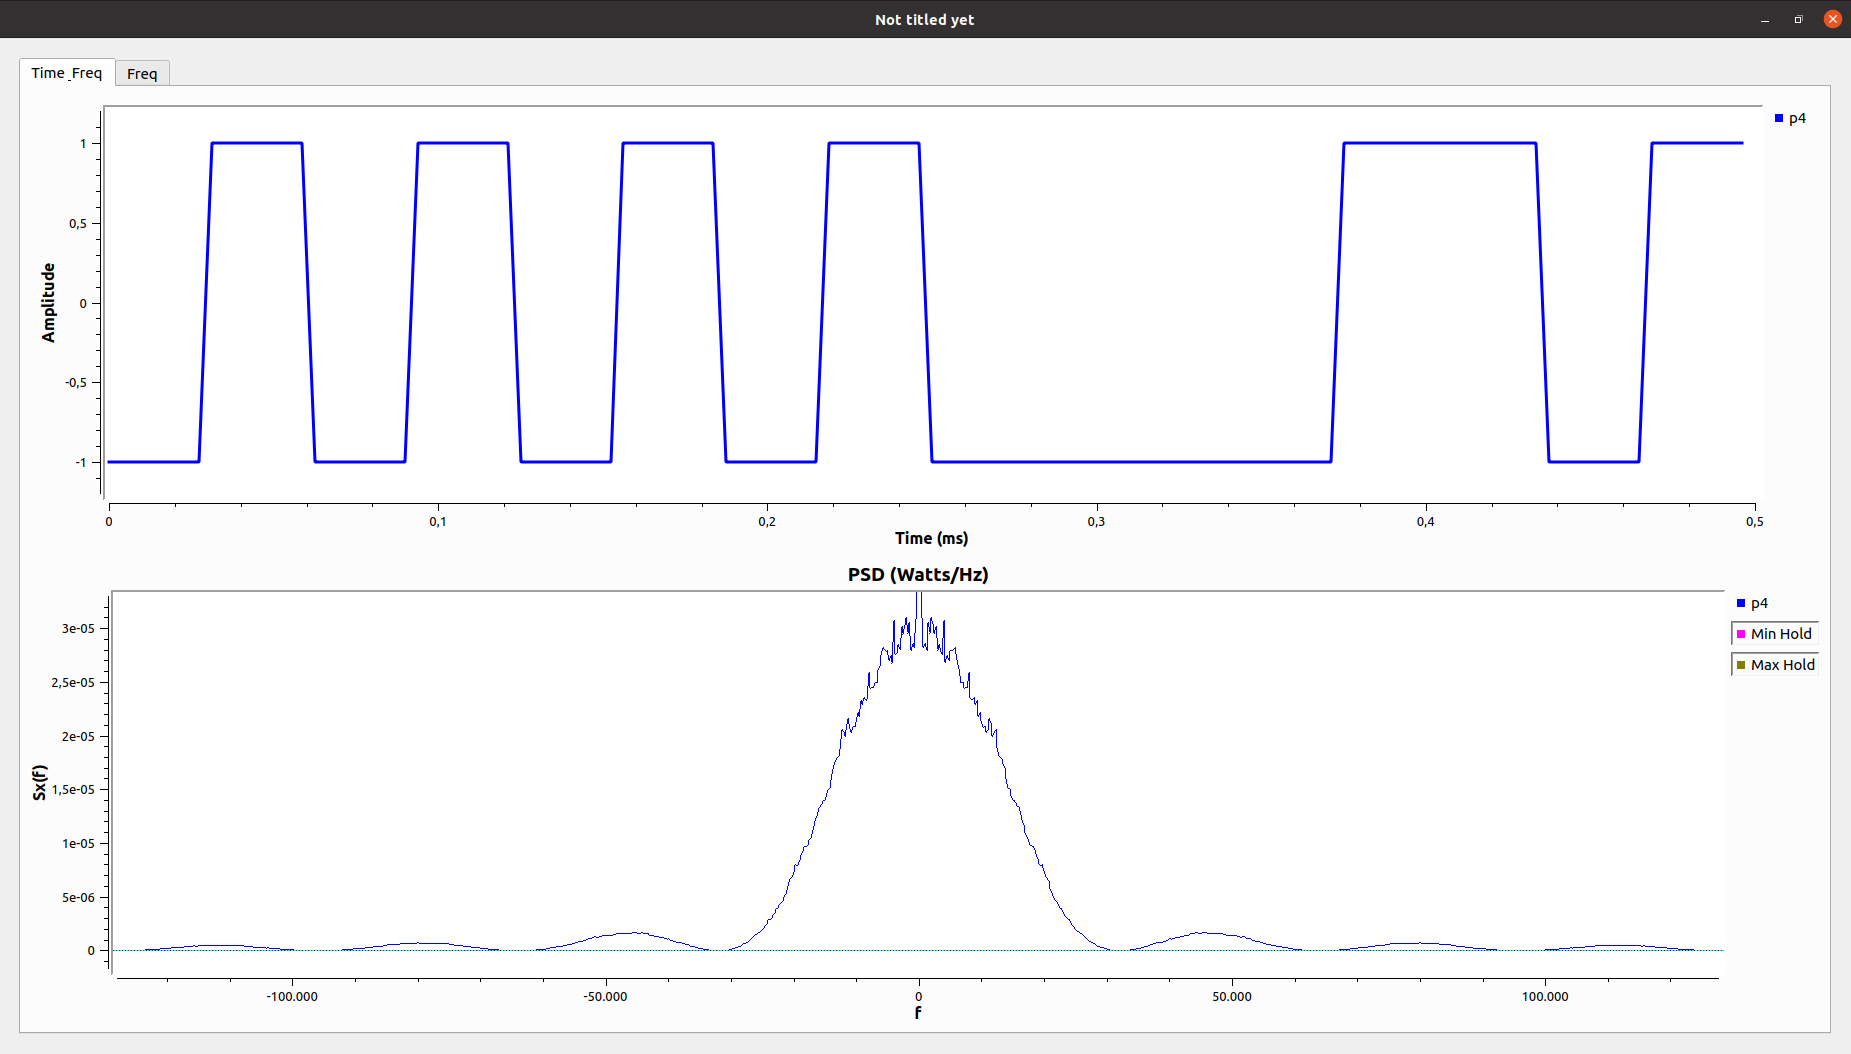 Not titled yet
Time_Freq
Freq
p4
1
0,5
0
-0,5
-1
Amplitude
0
0,1
0,2
0,3
0,4
0,5
Time (ms)
PSD (Watts/Hz)
p4
Min Hold
Max Hold
3e-05
2,5e-05
2e-05
1,5e-05
1e-05
5e-06
0
Sx(f)
-100.000
-50.000
0
50.000
100.000
f